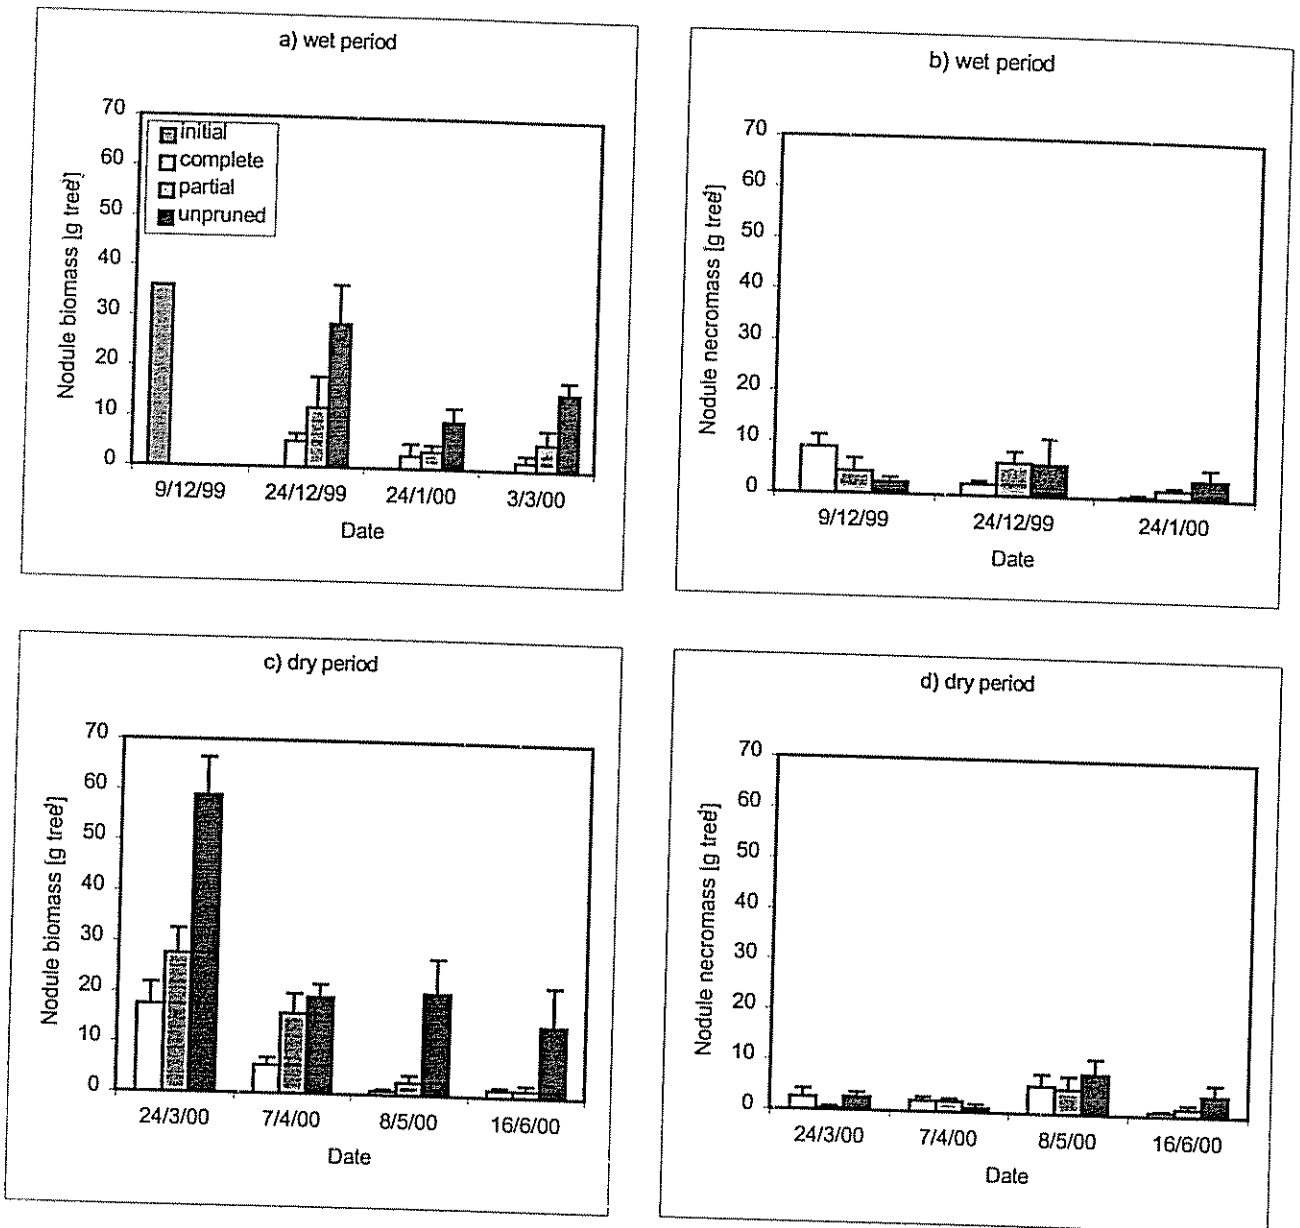 a) wet period
Nodule biomass [g tree¹]
70
60
50
40
30
20
10
0
initial
complete
partial
unpruned
9/12/99 24/12/99 24/1/00 3/3/00
Date
b) wet period
Nodule necromass [g tree¹]
70
60
50
40
30
20
10
0
9/12/99 24/12/99 24/1/00
Date
c) dry period
Nodule biomass [g tree¹]
70
60
50
40
30
20
10
0
24/3/00 7/4/00 8/5/00 16/6/00
Date
d) dry period
Nodule necromass [g tree¹]
70
60
50
40
30
20
10
0
24/3/00 7/4/00 8/5/00 16/6/00
Date